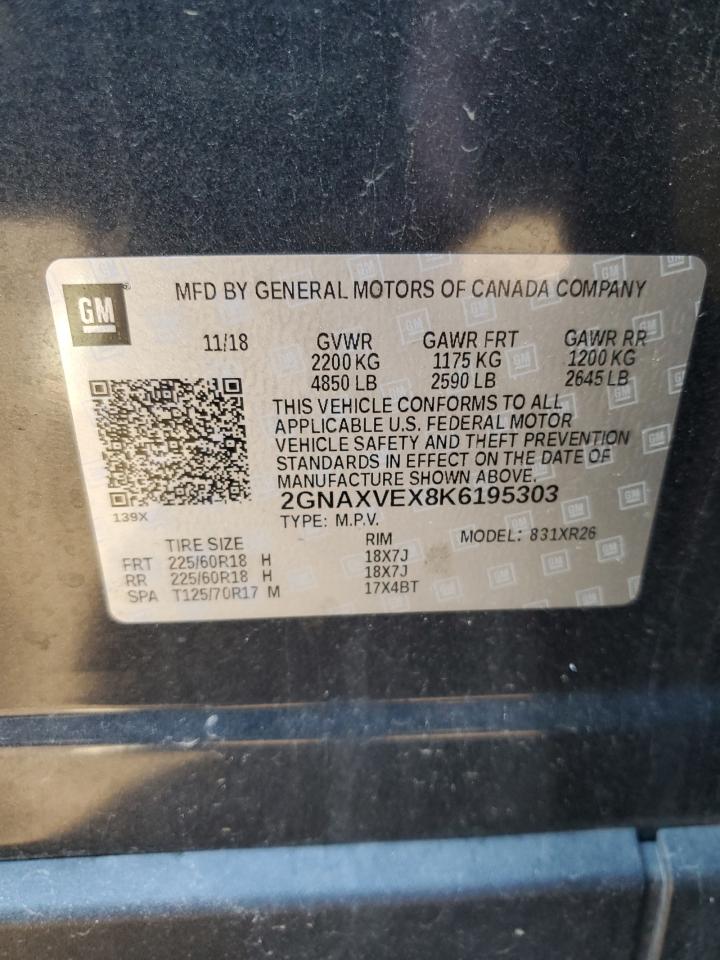 GM
MFD BY GENERAL MOTORS OF CANADA COMPANY
11/18 GVWR GAWR FRT GAWR RR
2200 KG 1175 KG 1200 KG
4850 LB 2590 LB 2645 LB
THIS VEHICLE CONFORMS TO ALL
APPLICABLE U.S. FEDERAL MOTOR
VEHICLE SAFETY AND THEFT PREVENTION
STANDARDS IN EFFECT ON THE DATE OF
MANUFACTURE SHOWN ABOVE.
2GNAXVEX8K6195303
139X
TYPE: M.P.V.
TIRE SIZE RIM MODEL: 831XR26
FRT 225/60R18 H 18X7J
RR 225/60R18 H 18X7J
SPA T125/70R17 M 17X4BT